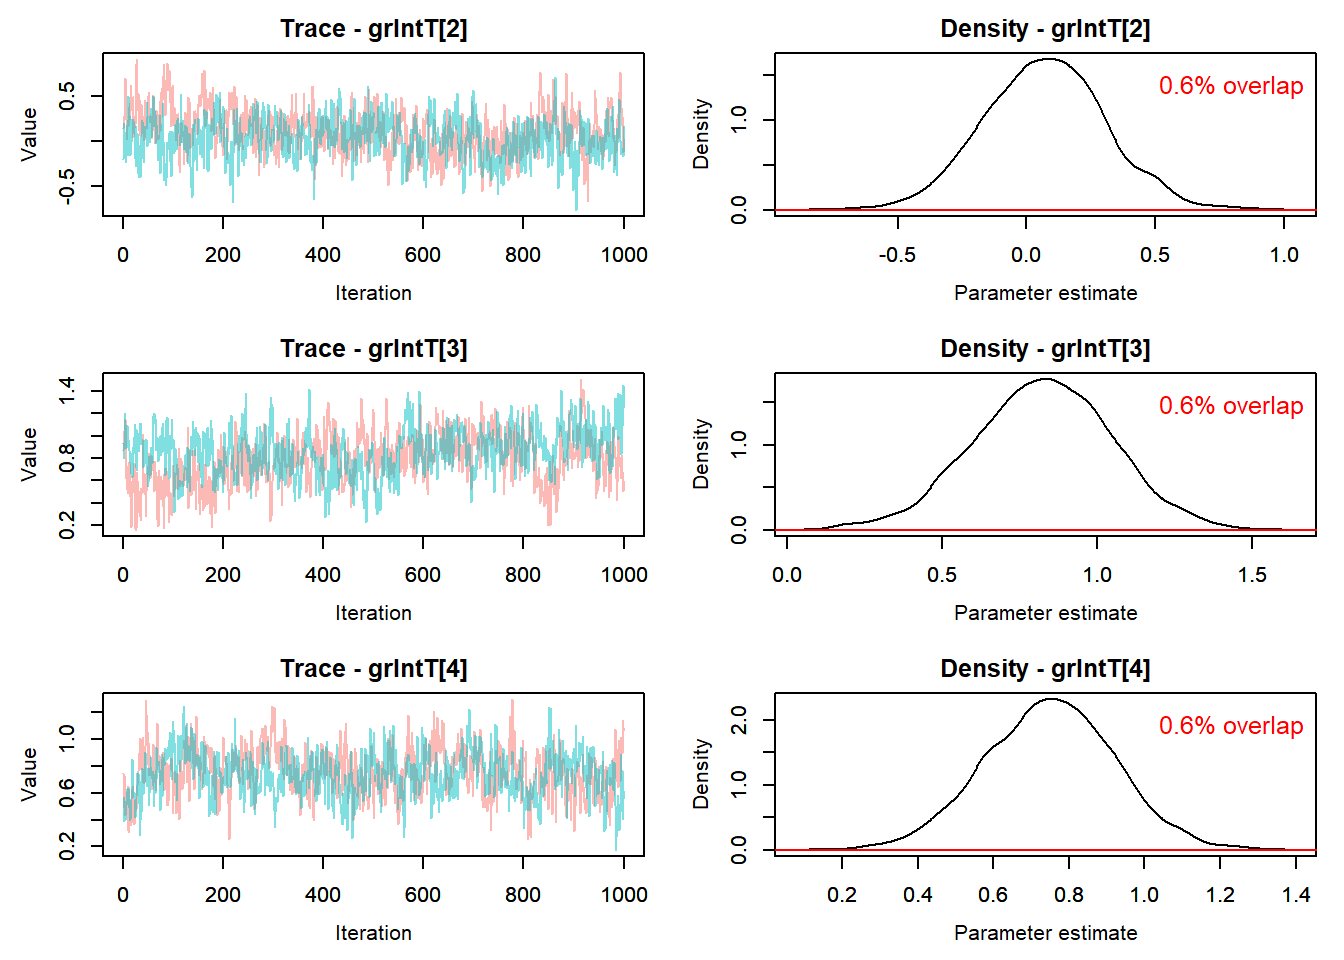 Trace - grIntT[2]
Value
-0.5 0.5
0 200 400 600 800 1000
Iteration
Density - grIntT[2]
0.6% overlap
Density
0.0 1.0
-0.5 0.0 0.5 1.0
Parameter estimate
Trace - grIntT[3]
Value
0.2 0.8 1.4
0 200 400 600 800 1000
Iteration
Density - grIntT[3]
0.6% overlap
Density
0.0 1.0
0.0 0.5 1.0 1.5
Parameter estimate
Trace - grIntT[4]
Value
0.2 0.6 1.0
0 200 400 600 800 1000
Iteration
Density - grIntT[4]
0.6% overlap
Density
0.0 1.0 2.0
0.2 0.4 0.6 0.8 1.0 1.2 1.4
Parameter estimate